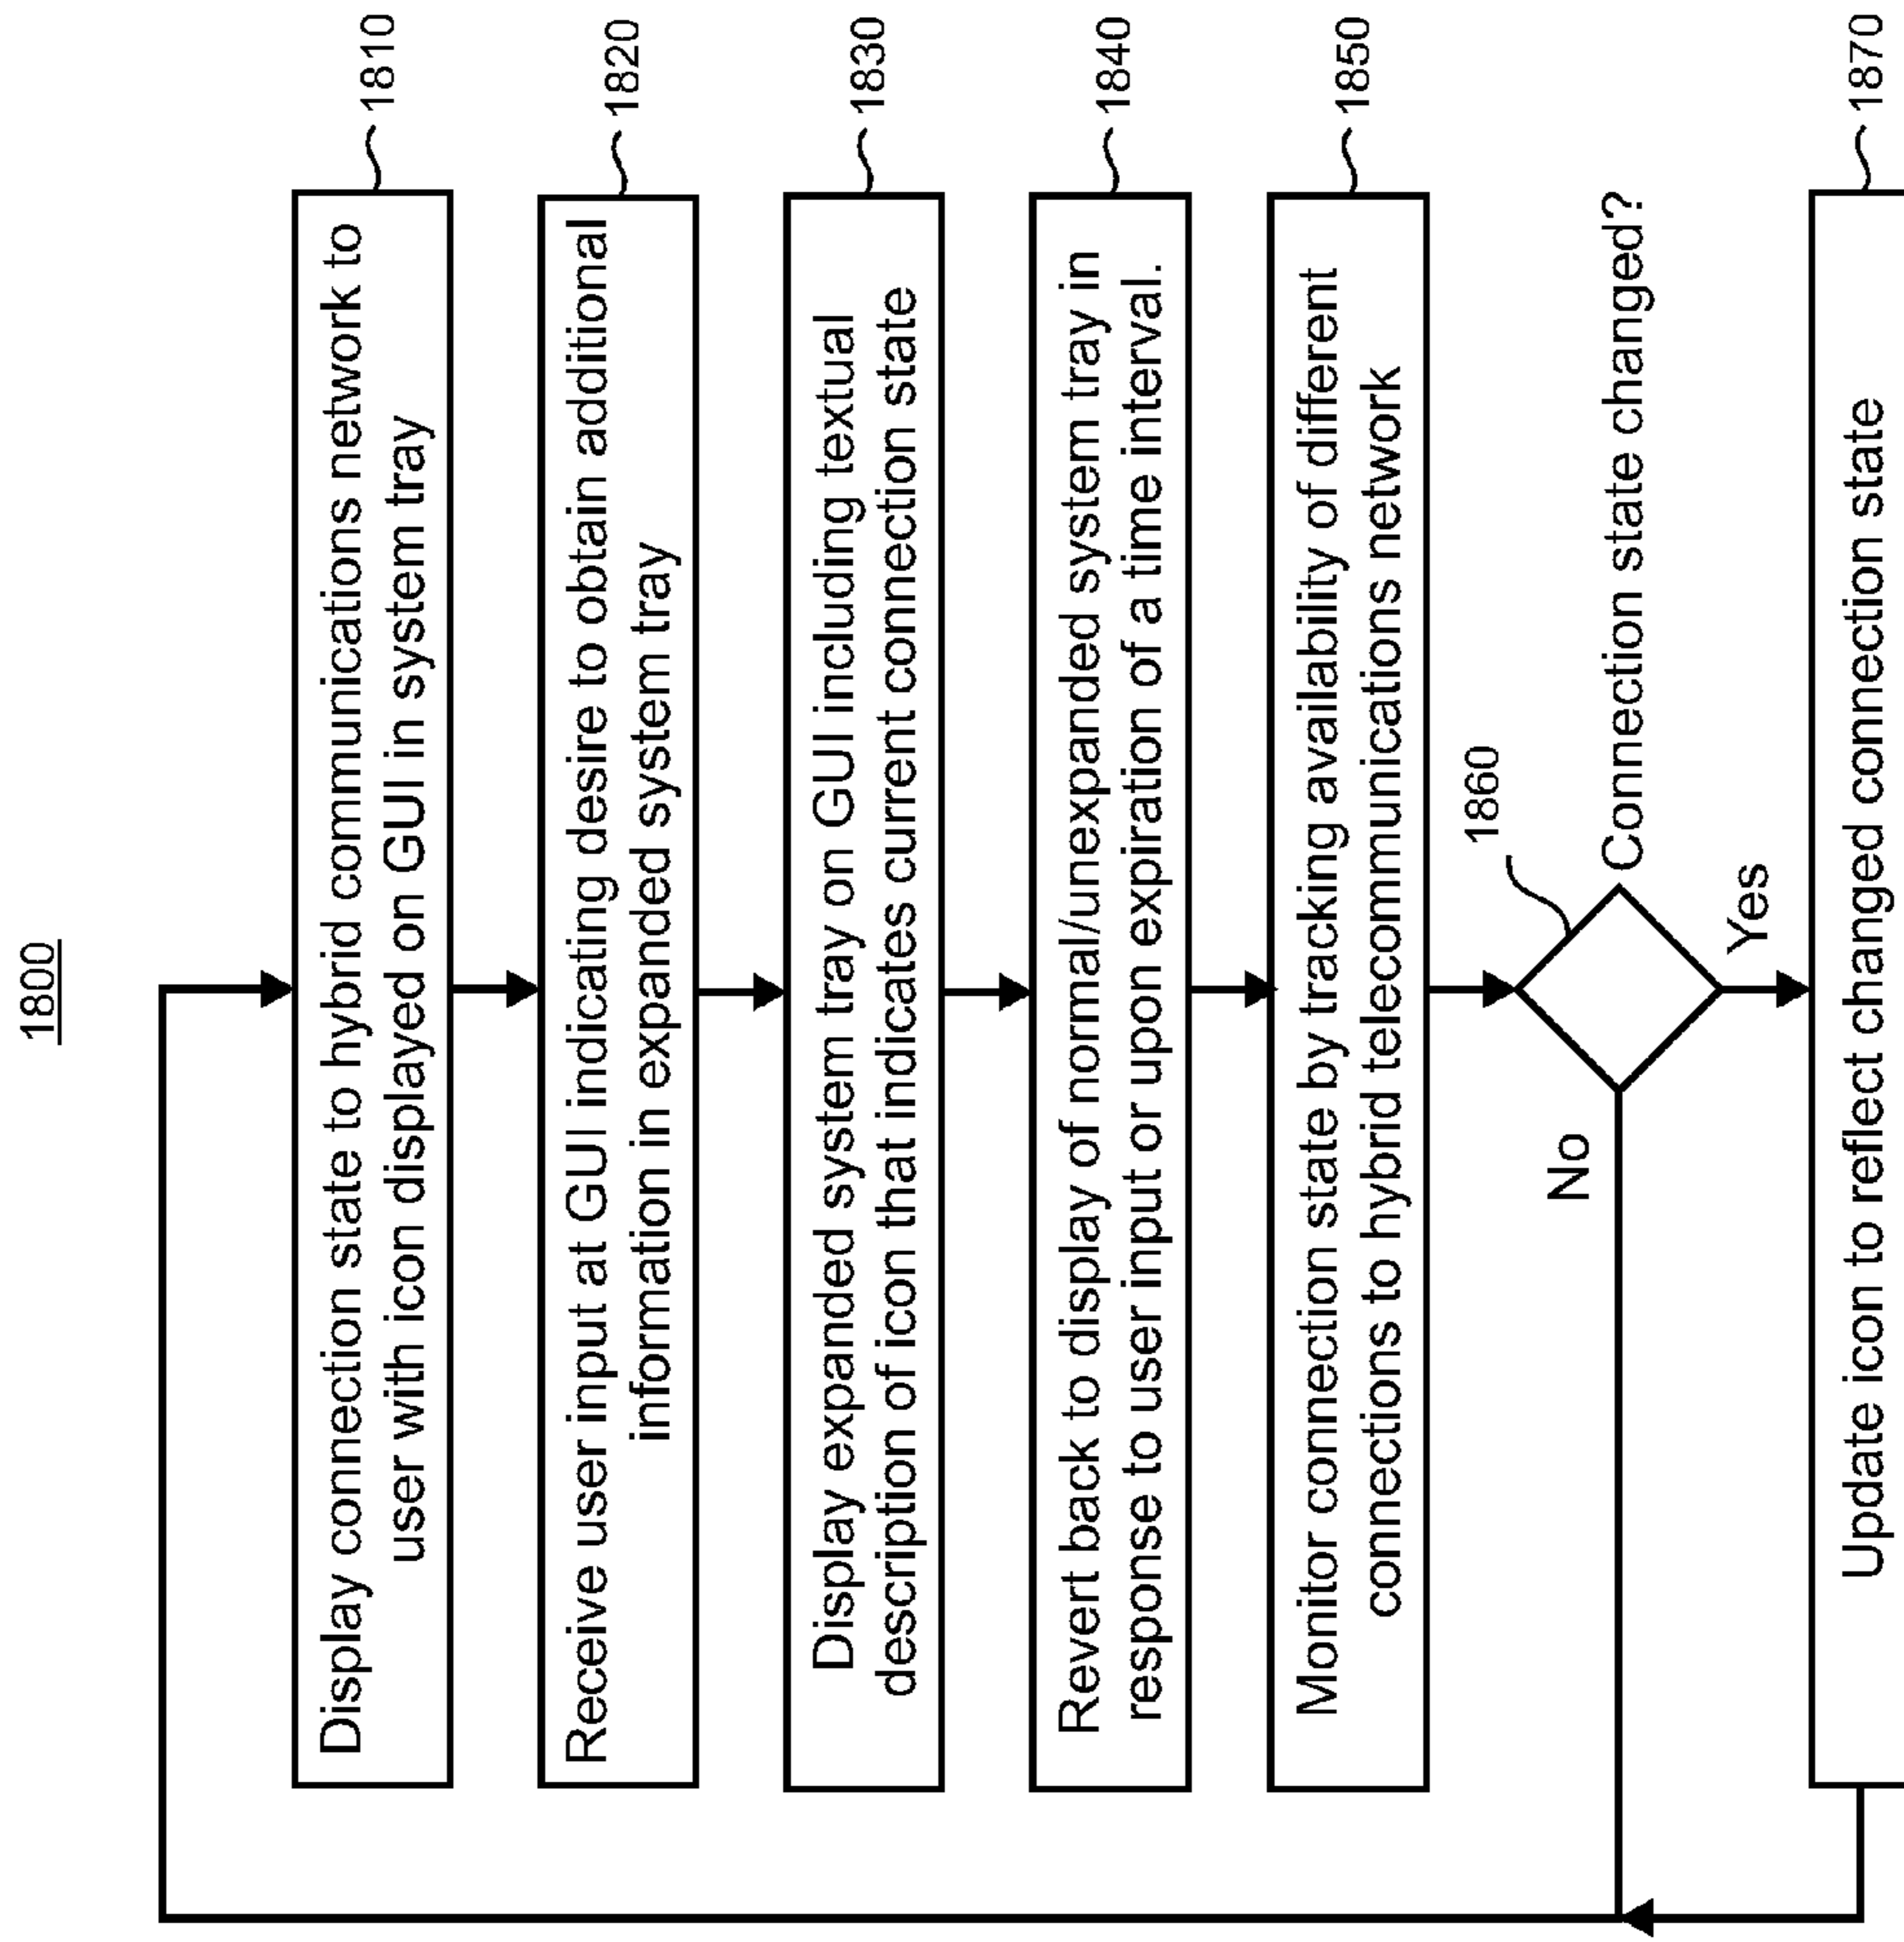 1800
Display connection state to hybrid communications network to
user with icon displayed on GUI in system tray
1810
Receive user input at GUI indicating desire to obtain additional
information in expanded system tray
1820
Display expanded system tray on GUI including textual
description of icon that indicates current connection state
1830
Revert back to display of normal/unexpanded system tray in
response to user input or upon expiration of a time interval.
1840
Monitor connection state by tracking availability of different
connections to hybrid telecommunications network
1850
1860
Connection state changed?
No
Yes
Update icon to reflect changed connection state
1870